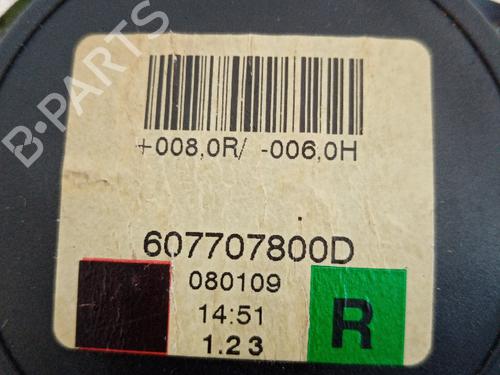 B-PARTS
+008,0R/ -006,0H
607707800D
080109
14:51
1.23
R